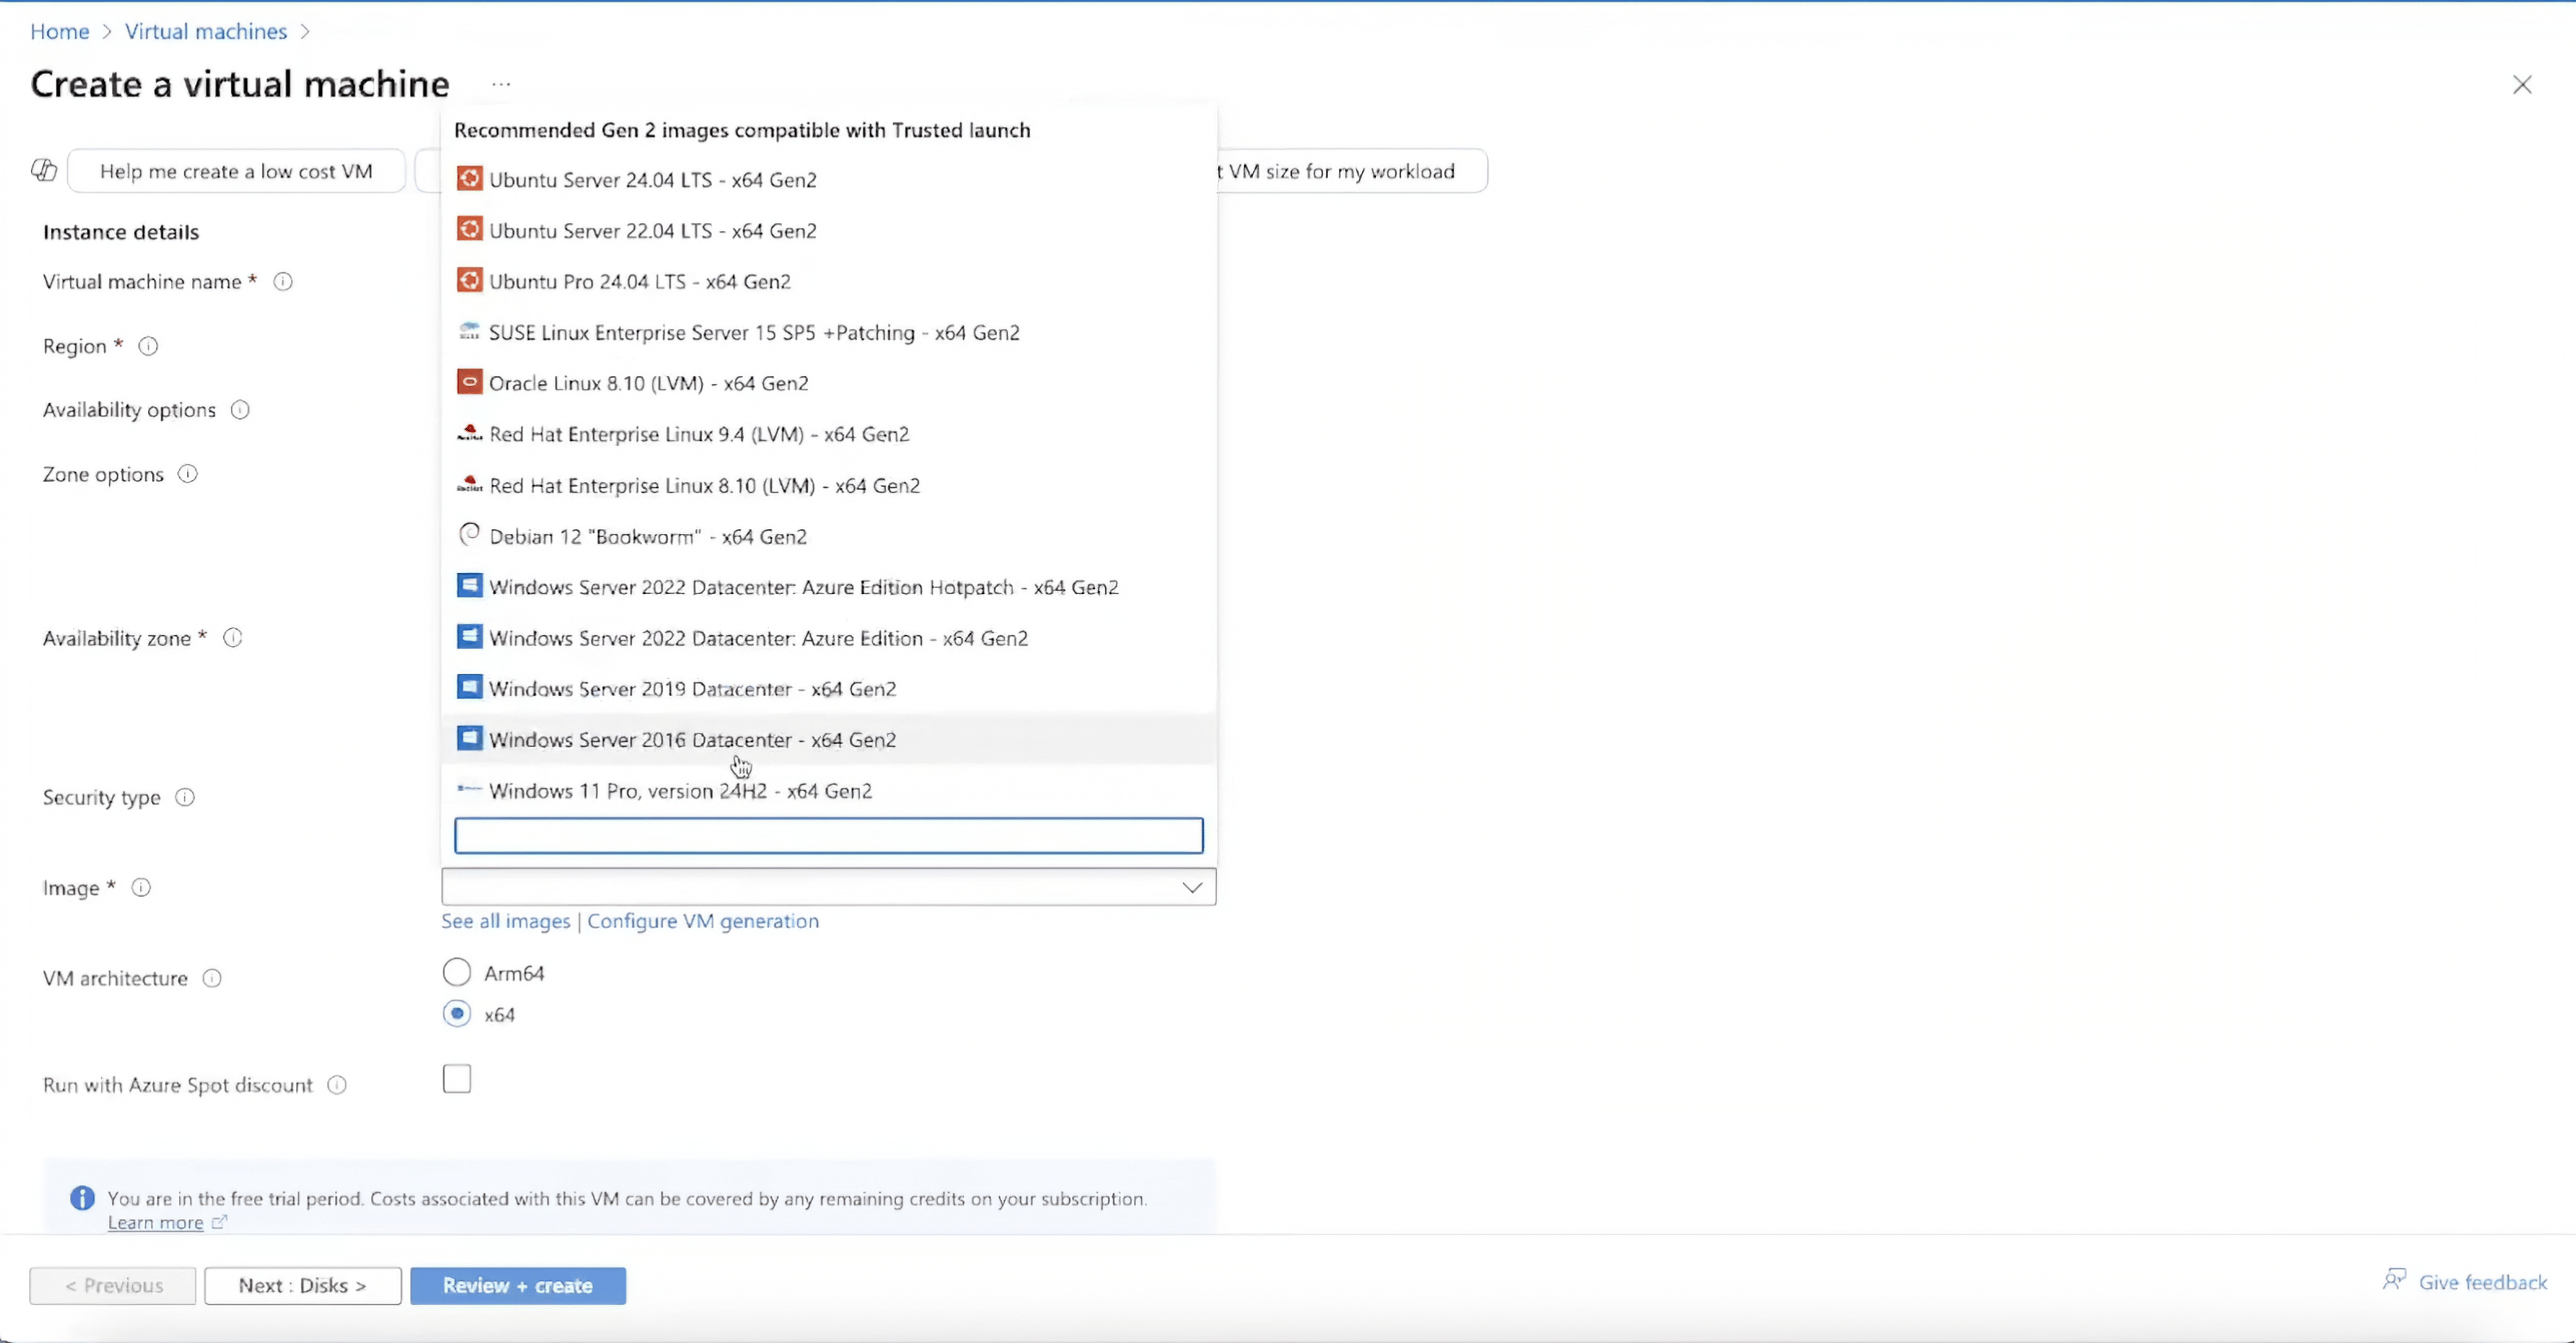 Home > Virtual machines >
Create a virtual machine ...
Recommended Gen 2 images compatible with Trusted launch
Help me create a low cost VM
t VM size for my workload
Ubuntu Server 24.04 LTS - x64 Gen2
Ubuntu Server 22.04 LTS - x64 Gen2
Ubuntu Pro 24.04 LTS - x64 Gen2
SUSE Linux Enterprise Server 15 SP5 +Patching - x64 Gen2
Oracle Linux 8.10 (LVM) - x64 Gen2
Red Hat Enterprise Linux 9.4 (LVM) - x64 Gen2
Red Hat Enterprise Linux 8.10 (LVM) - x64 Gen2
Debian 12 "Bookworm" - x64 Gen2
Windows Server 2022 Datacenter: Azure Edition Hotpatch - x64 Gen2
Windows Server 2022 Datacenter: Azure Edition - x64 Gen2
Windows Server 2019 Datacenter - x64 Gen2
Windows Server 2016 Datacenter - x64 Gen2
Windows 11 Pro, version 24H2 - x64 Gen2
Instance details
Virtual machine name *
Region *
Availability options
Zone options
Availability zone *
Security type
Image *
See all images | Configure VM generation
VM architecture
Arm64
x64
Run with Azure Spot discount
You are in the free trial period. Costs associated with this VM can be covered by any remaining credits on your subscription.
Learn more
< Previous
Next : Disks >
Review + create
Give feedback